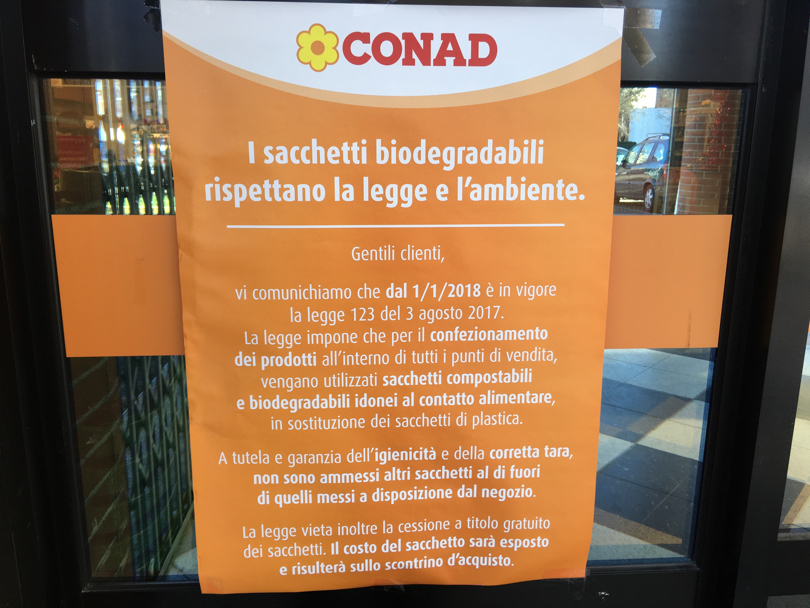 CONAD
I sacchetti biodegradabili
rispettano la legge e l'ambiente.
Gentili clienti,
vi comunichiamo che dal 1/1/2018 è in vigore
la legge 123 del 3 agosto 2017.
La legge impone che per il confezionamento
dei prodotti all'interno di tutti i punti di vendita,
vengano utilizzati sacchetti compostabili
e biodegradabili idonei al contatto alimentare,
in sostituzione dei sacchetti di plastica.
A tutela e garanzia dell'igienicità e della corretta tara,
non sono ammessi altri sacchetti al di fuori
di quelli messi a disposizione dal negozio.
La legge vieta inoltre la cessione a titolo gratuito
dei sacchetti. Il costo del sacchetto sarà esposto
e risulterà sullo scontrino d'acquisto.